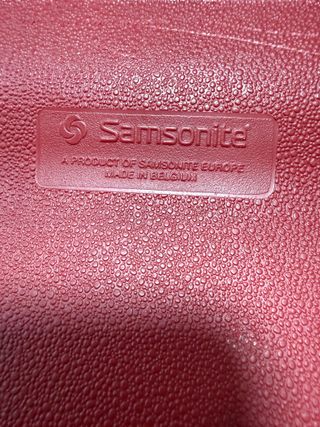 Samsonite
A PRODUCT OF SAMSONITE EUROPE
MADE IN BELGIUM